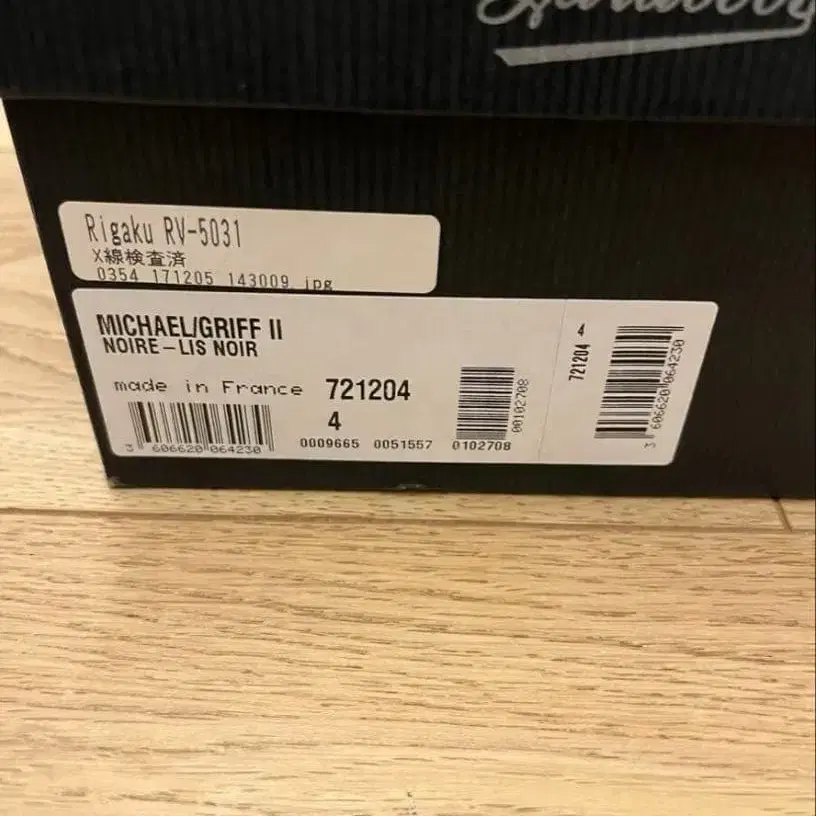 Rigaku RV-5031
X線検査済
0354 171205 143009 jpg
MICHAEL/GRIFF II
NOIRE – LIS NOIR
made in France 721204
4
3 606620 064230
0009665 0051557 0102708
00102708
721204 4
3 606620 064230